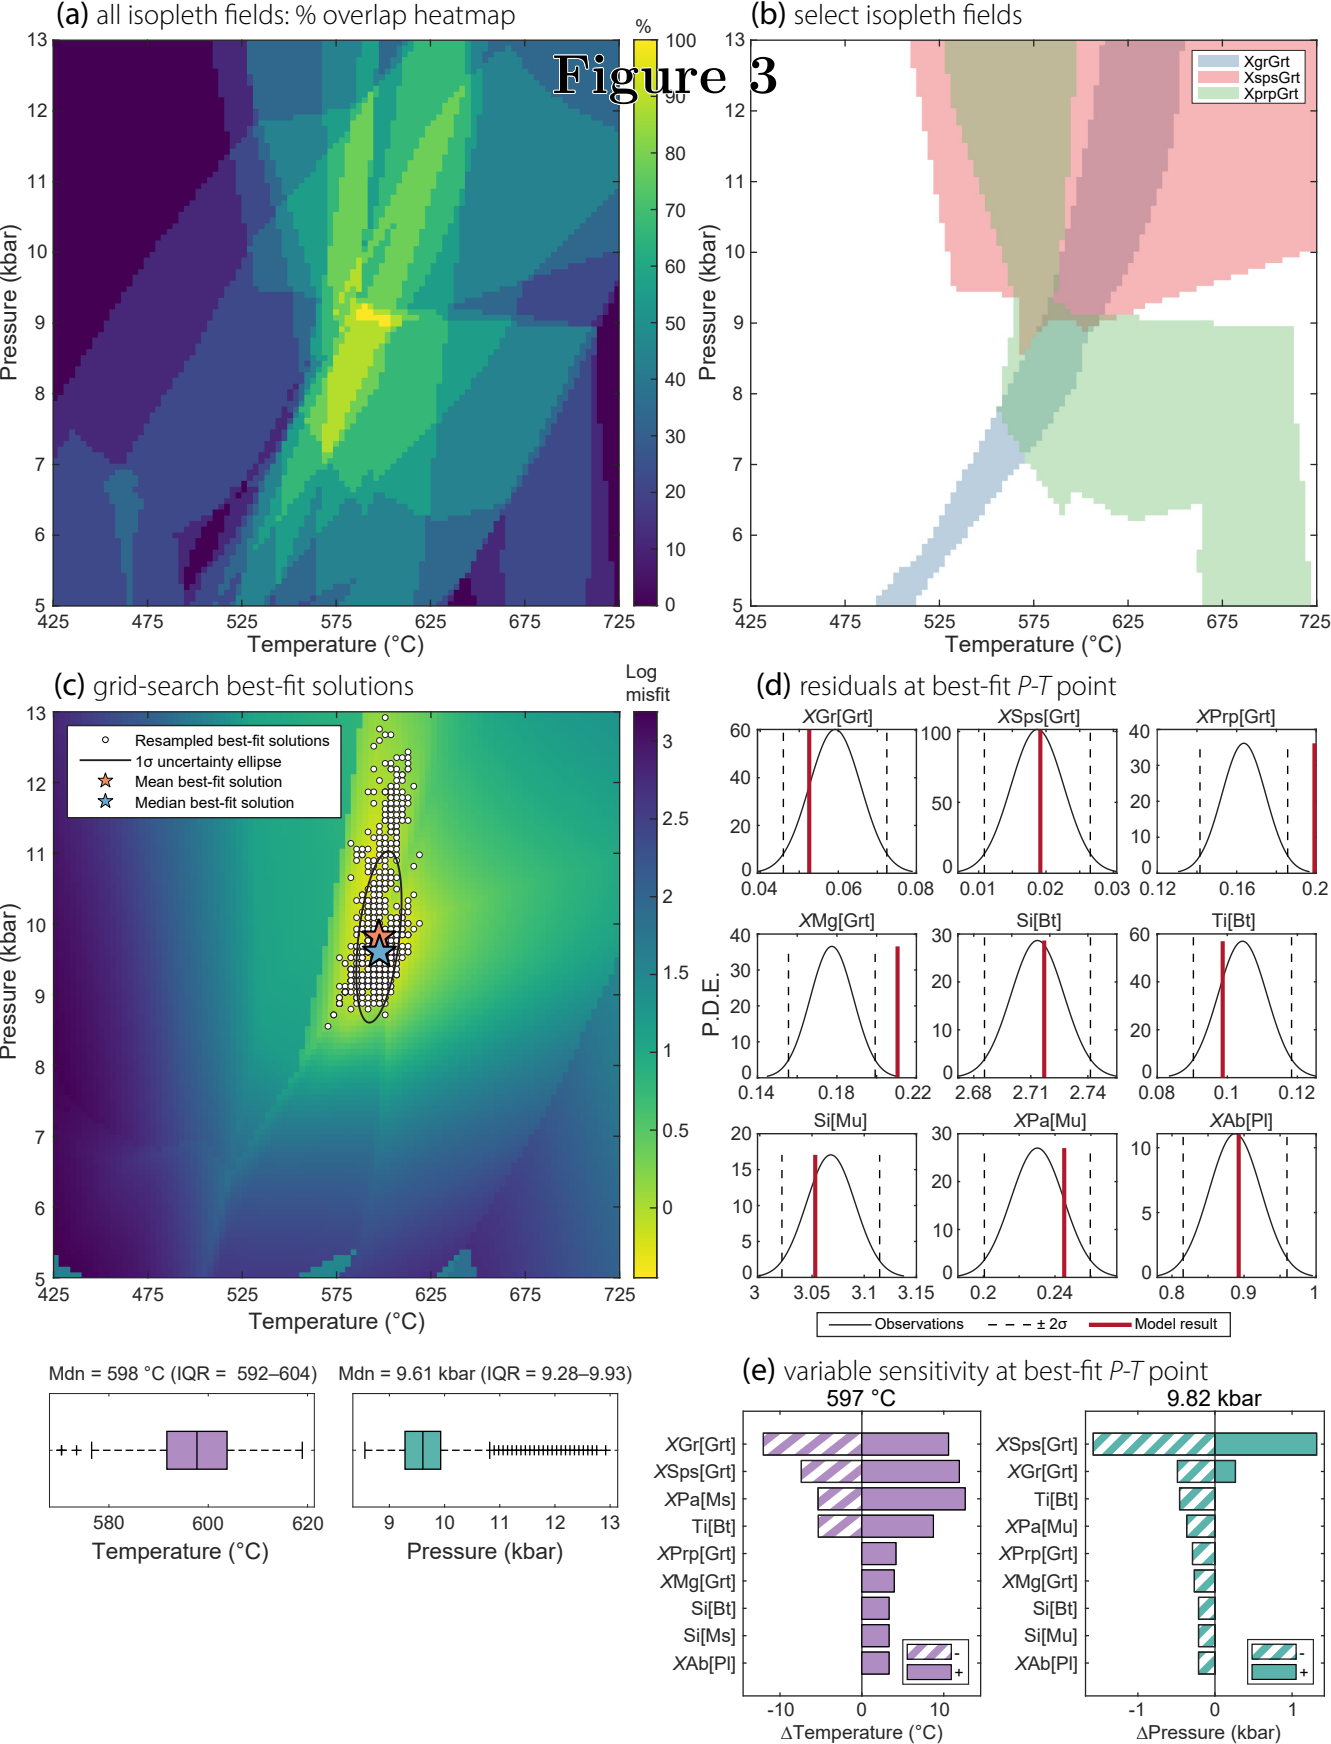 (a) all isopleth fields: % overlap heatmap
%
13
12
11
10
9
8
7
6
5
Pressure (kbar)
425 475 525 575 625 675 725
Temperature (°C)
100
90
80
70
60
50
40
30
20
10
0
Figure 3
(b) select isopleth fields
XgrGrt
XspsGrt
XprpGrt
13
12
11
10
9
8
7
6
5
Pressure (kbar)
425 475 525 575 625 675 725
Temperature (°C)
(c) grid-search best-fit solutions
Log
misfit
Resampled best-fit solutions
1σ uncertainty ellipse
Mean best-fit solution
Median best-fit solution
13
12
11
10
9
8
7
6
5
Pressure (kbar)
425 475 525 575 625 675 725
Temperature (°C)
3
2.5
2
1.5
1
0.5
0
Mdn = 598 °C (IQR = 592–604)
580 600 620
Temperature (°C)
Mdn = 9.61 kbar (IQR = 9.28–9.93)
9 10 11 12 13
Pressure (kbar)
(d) residuals at best-fit P-T point
XGr[Grt]
60
40
20
0
0.04 0.06 0.08
XSps[Grt]
100
50
0
0.01 0.02 0.03
XPrp[Grt]
40
30
20
10
0
0.12 0.16 0.2
XMg[Grt]
40
30
20
10
0
0.14 0.18 0.22
P.D.E.
Si[Bt]
30
20
10
0
2.68 2.71 2.74
Ti[Bt]
60
40
20
0
0.08 0.1 0.12
Si[Mu]
20
15
10
5
0
3 3.05 3.1 3.15
XPa[Mu]
30
20
10
0
0.2 0.24
XAb[Pl]
10
5
0
0.8 0.9 1
Observations ± 2σ Model result
(e) variable sensitivity at best-fit P-T point
597 °C
XGr[Grt]
XSps[Grt]
XPa[Ms]
Ti[Bt]
XPrp[Grt]
XMg[Grt]
Si[Bt]
Si[Ms]
XAb[Pl]
-
+
-10 0 10
ΔTemperature (°C)
9.82 kbar
XSps[Grt]
XGr[Grt]
Ti[Bt]
XPa[Mu]
XPrp[Grt]
XMg[Grt]
Si[Bt]
Si[Mu]
XAb[Pl]
-
+
-1 0 1
ΔPressure (kbar)